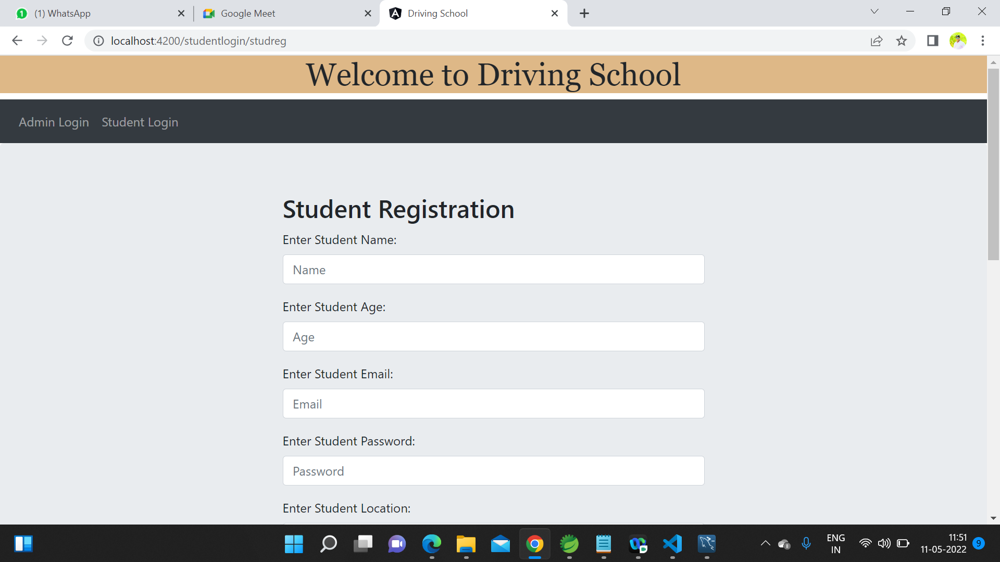 1
(1) WhatsApp
Google Meet
Driving School
localhost:4200/studentlogin/studreg
Welcome to Driving School
Admin Login Student Login
Student Registration
Enter Student Name:
Name
Enter Student Age:
Age
Enter Student Email:
Email
Enter Student Password:
Password
Enter Student Location:
ENG
IN
11:51
11-05-2022
9